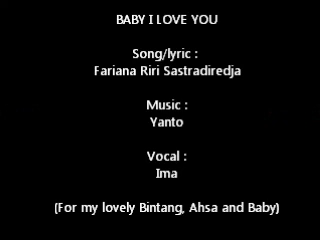 BABY I LOVE YOU
Song/lyric :
Fariana Riri Sastradiredja
Music :
Yanto
Vocal :
Ima
(For my lovely Bintang, Ahsa and Baby)